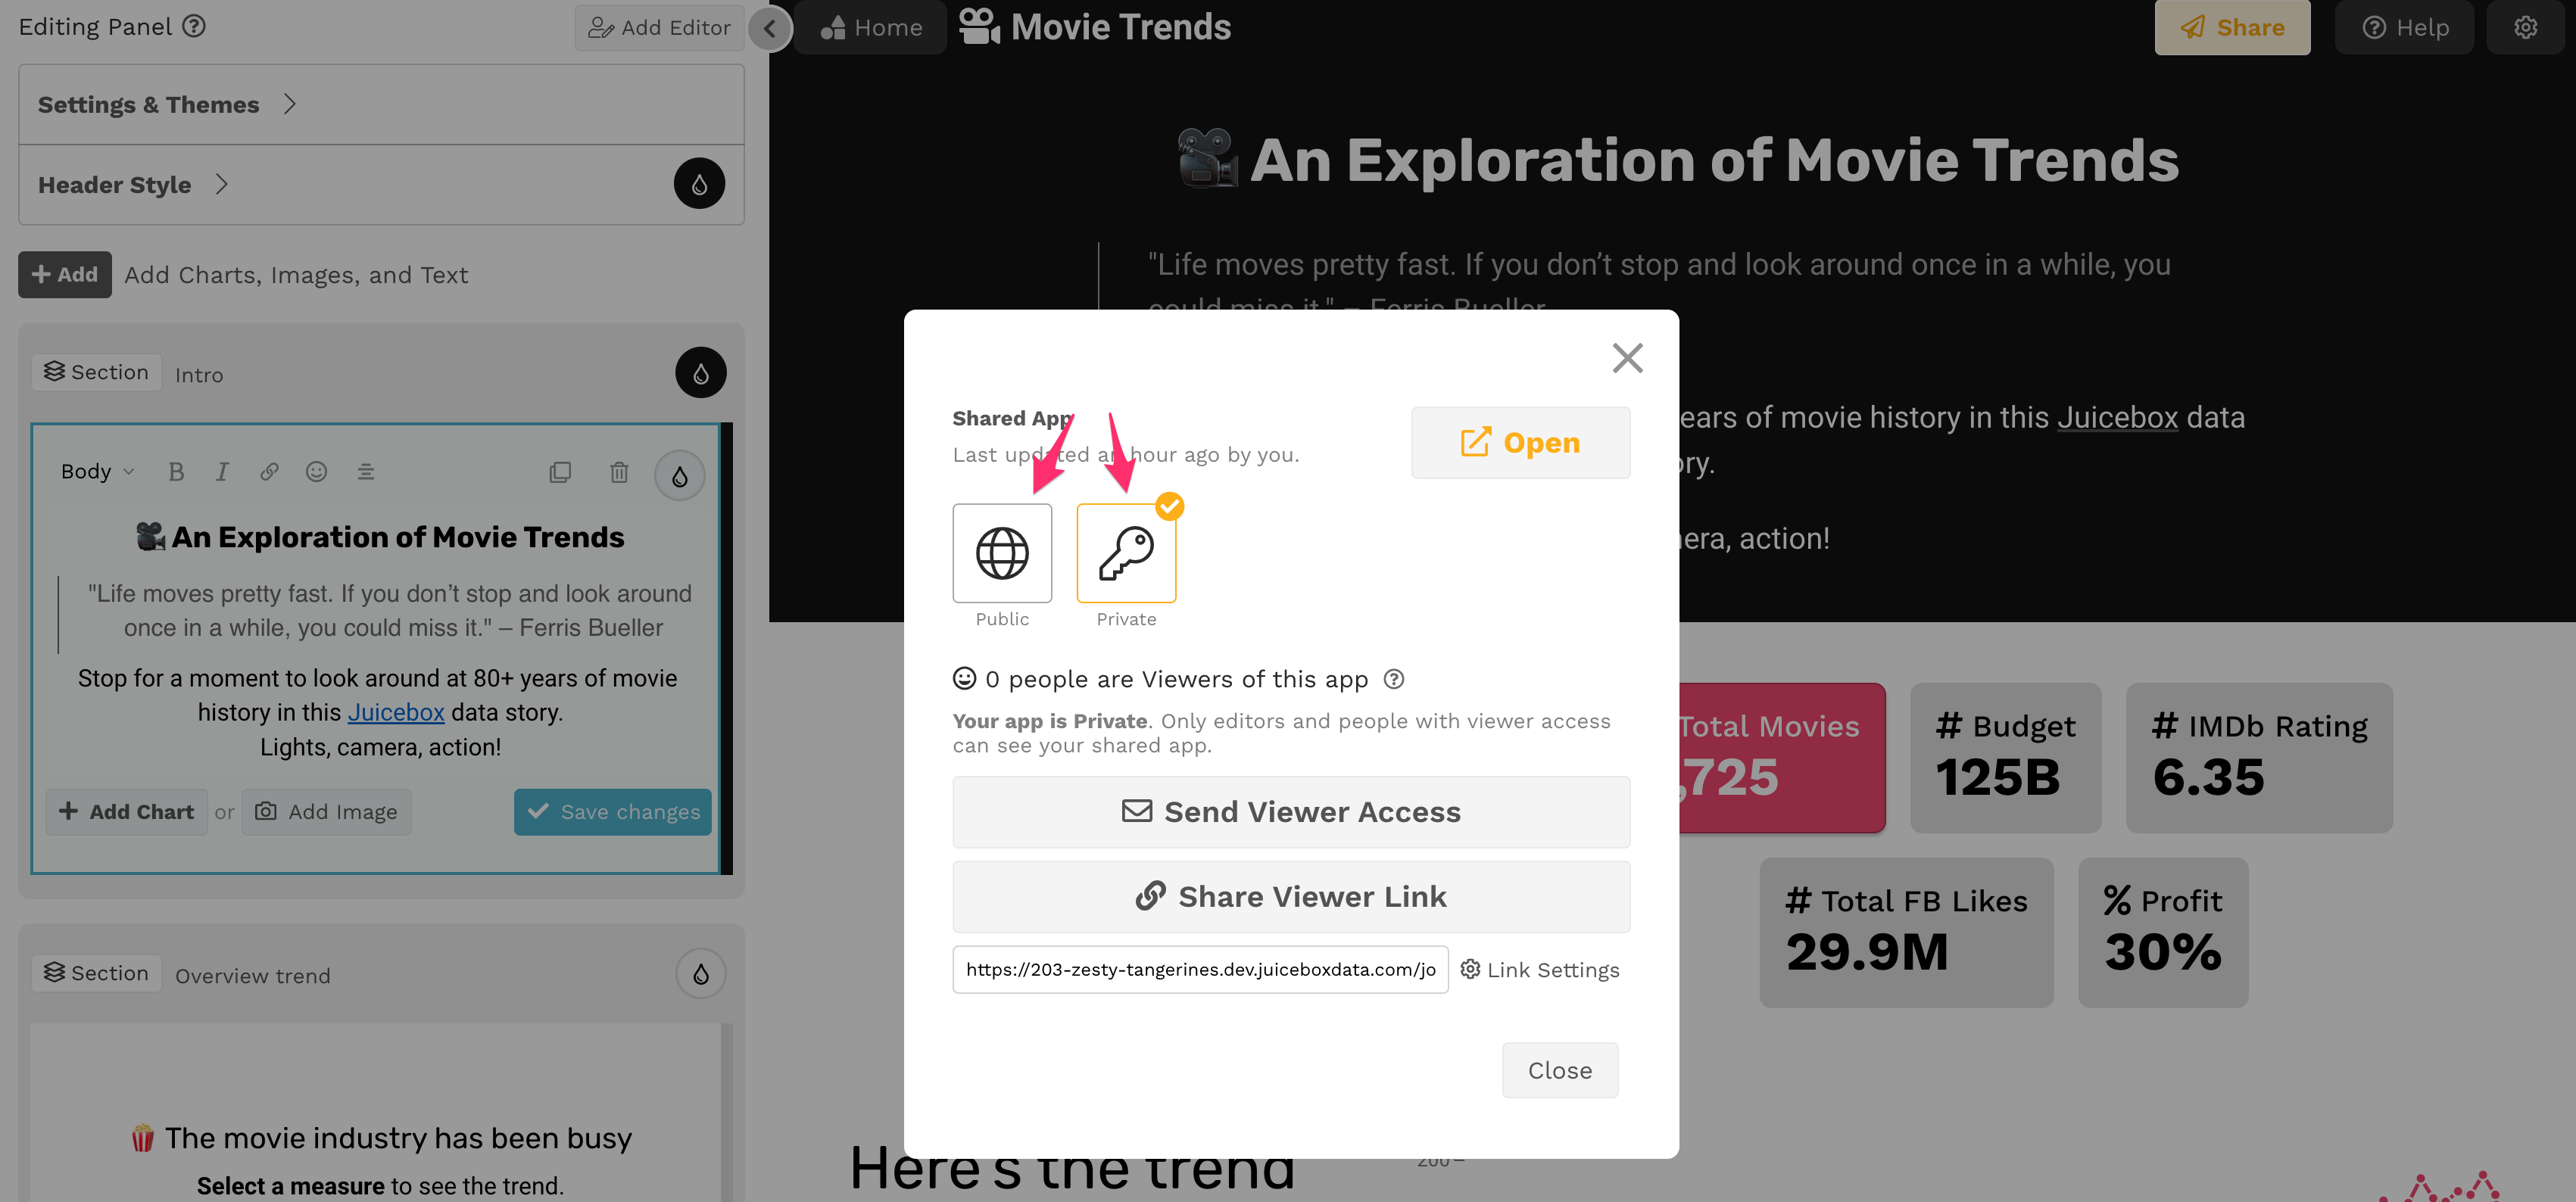 Editing Panel
Add Editor
Home
Movie Trends
Share
Help
Settings & Themes
Header Style
+ Add
Add Charts, Images, and Text
Section
Intro
Body
B I
An Exploration of Movie Trends
"Life moves pretty fast. If you don’t stop and look around
once in a while, you could miss it." – Ferris Bueller
Stop for a moment to look around at 80+ years of movie
history in this Juicebox data story.
Lights, camera, action!
+ Add Chart or Add Image
Save changes
Section
Overview trend
The movie industry has been busy
Select a measure to see the trend.
An Exploration of Movie Trends
"Life moves pretty fast. If you don’t stop and look around once in a while, you
could miss it." – Ferris Bueller
years of movie history in this Juicebox data
action!
Shared App
Last updated an hour ago by you.
Open
Public
Private
0 people are Viewers of this app
Your app is Private. Only editors and people with viewer access
can see your shared app.
Send Viewer Access
Share Viewer Link
https://203-zesty-tangerines.dev.juiceboxdata.com/jo
Link Settings
Close
Total Movies
,725
# Budget
125B
# IMDb Rating
6.35
# Total FB Likes
29.9M
% Profit
30%
Here's the trend
200